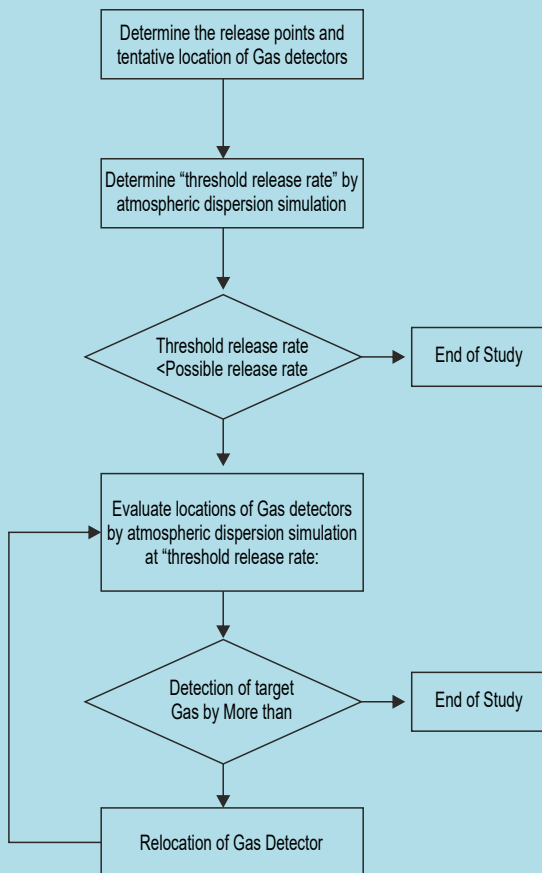 Determine the release points and
tentative location of Gas detectors
Determine “threshold release rate” by
atmospheric dispersion simulation
Threshold release rate
<Possible release rate
End of Study
Evaluate locations of Gas detectors
by atmospheric dispersion simulation
at “threshold release rate:
Detection of target
Gas by More than
End of Study
Relocation of Gas Detector